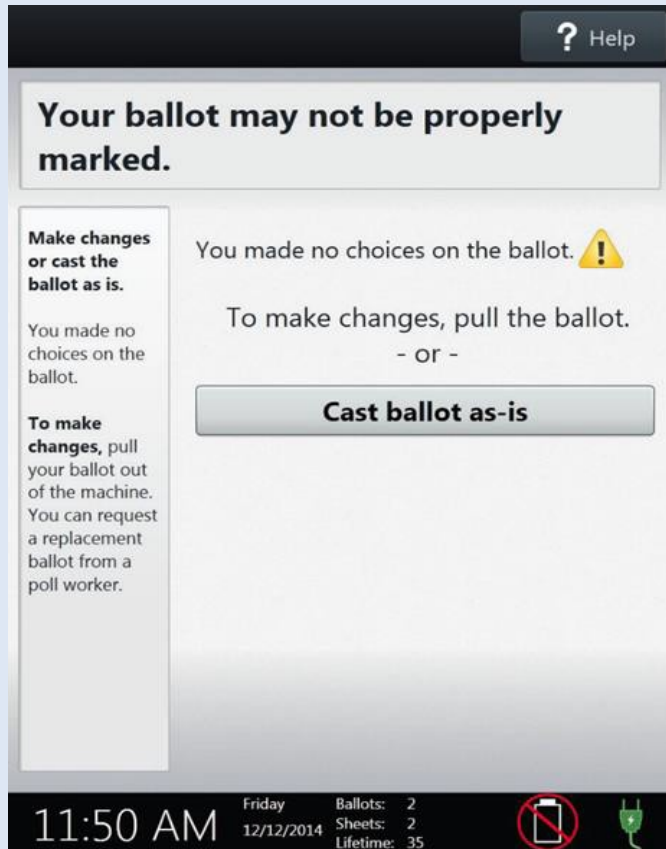 ? Help
Your ballot may not be properly
marked.
Make changes
or cast the
ballot as is.
You made no
choices on the
ballot.
To make
changes, pull
your ballot out
of the machine.
You can request
a replacement
ballot from a
poll worker.
You made no choices on the ballot. !
To make changes, pull the ballot.
- or -
Cast ballot as-is
11:50 AM
Friday
12/12/2014
Ballots: 2
Sheets: 2
Lifetime: 35